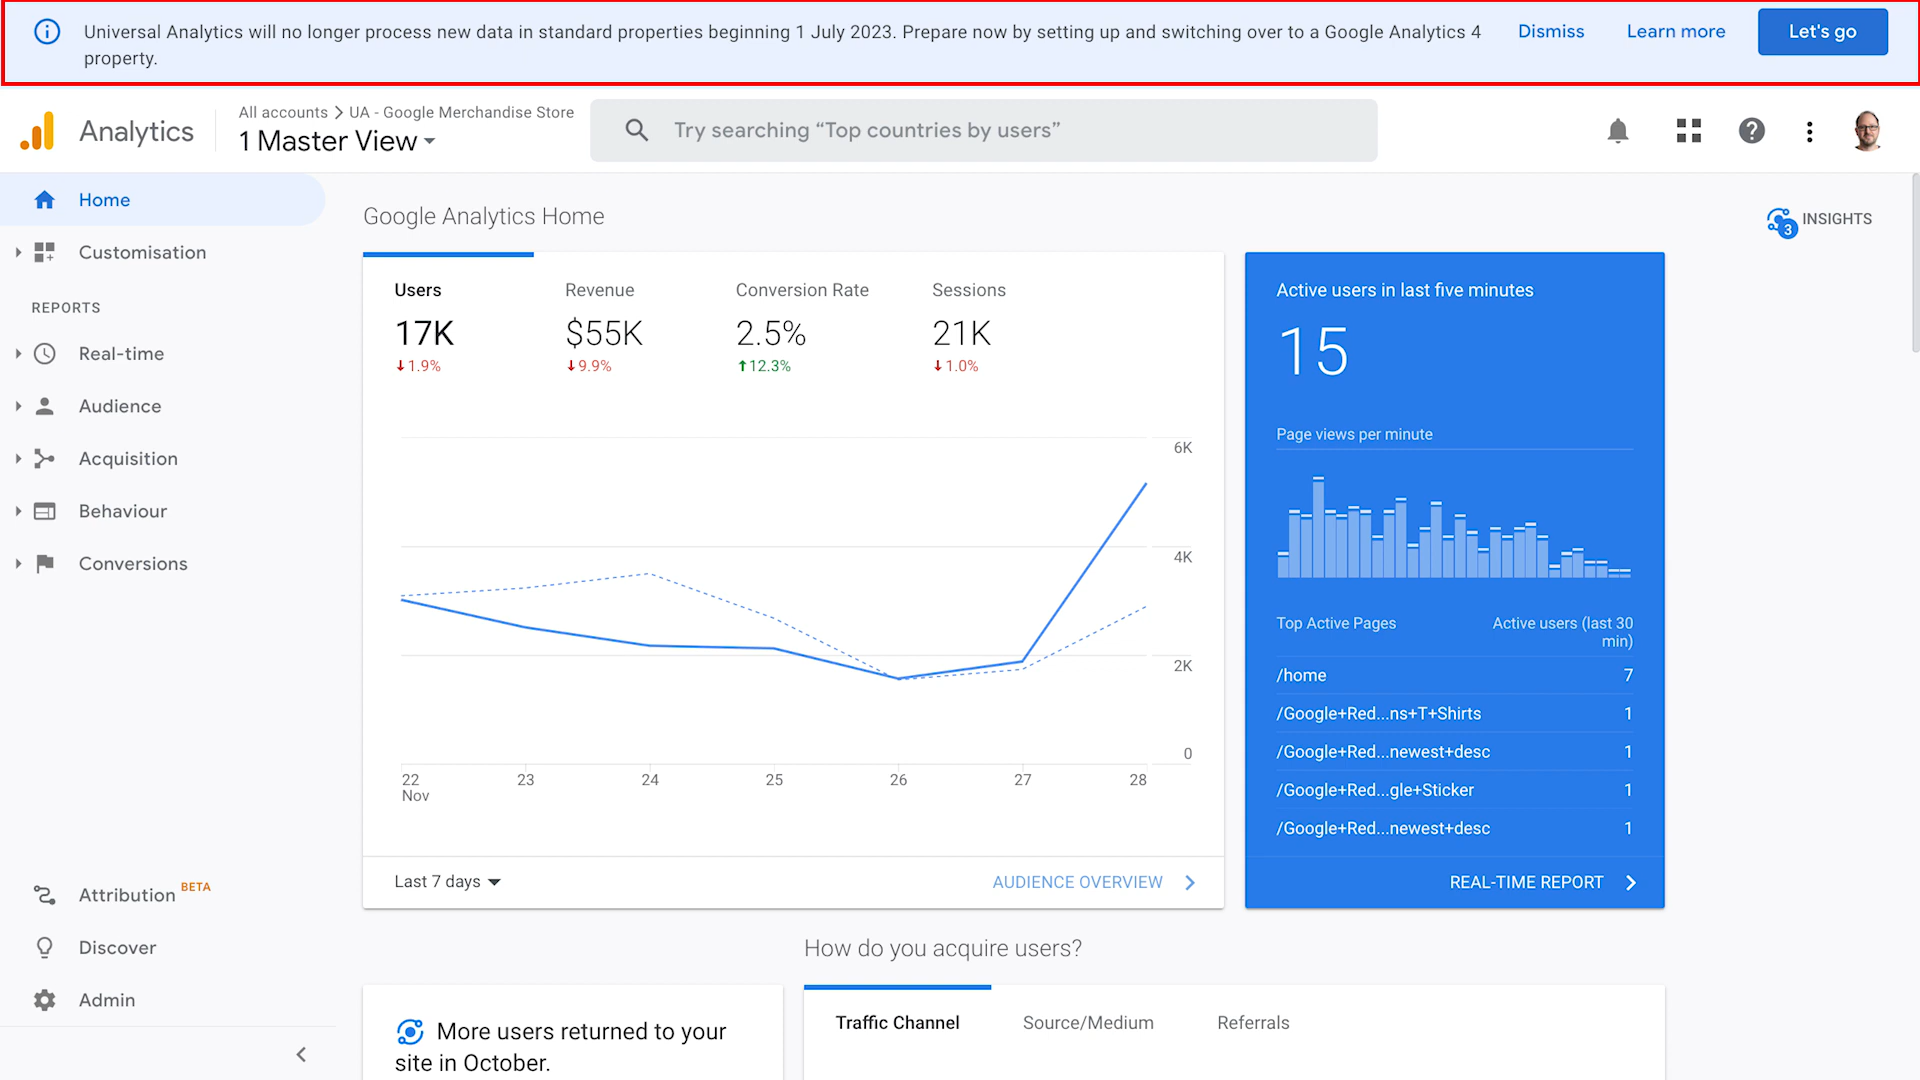 Universal Analytics will no longer process new data in standard properties beginning 1 July 2023. Prepare now by setting up and switching over to a Google Analytics 4
property.
Dismiss
Learn more
Let's go
Analytics
All accounts > UA - Google Merchandise Store
1 Master View
Try searching “Top countries by users”
Home
Customisation
REPORTS
Real-time
Audience
Acquisition
Behaviour
Conversions
Attribution BETA
Discover
Admin
Google Analytics Home
3
INSIGHTS
Users
17K
1.9%
Revenue
$55K
9.9%
Conversion Rate
2.5%
12.3%
Sessions
21K
1.0%
6K
4K
2K
0
22 23 24 25 26 27 28
Nov
Last 7 days
AUDIENCE OVERVIEW
Active users in last five minutes
15
Page views per minute
Top Active Pages
Active users (last 30
min)
/home 7
/Google+Red...ns+T+Shirts 1
/Google+Red...newest+desc 1
/Google+Red...gle+Sticker 1
/Google+Red...newest+desc 1
REAL-TIME REPORT
How do you acquire users?
More users returned to your
site in October.
Traffic Channel
Source/Medium
Referrals